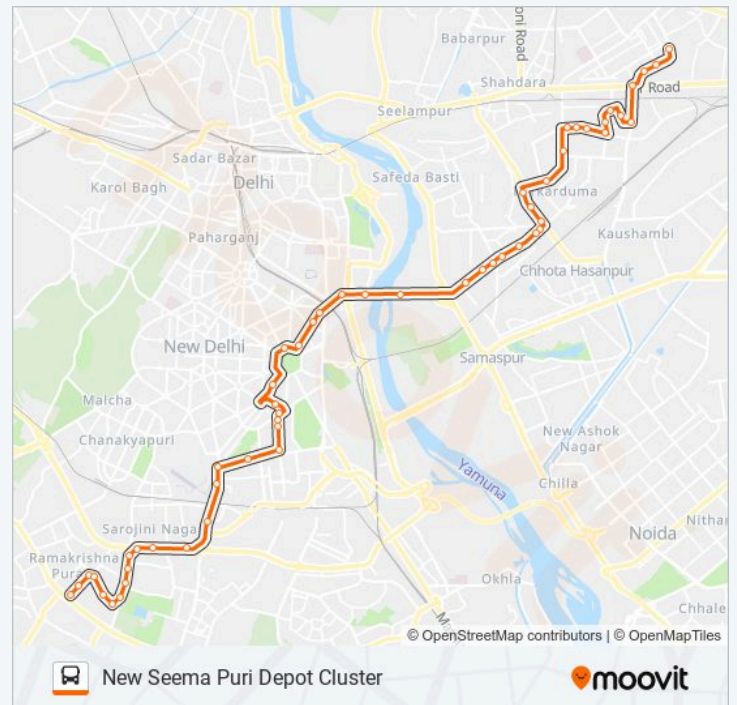 oni Road
Babarpur
Shahdara
Road
Seelampur
Sadar Bazar
Karol Bagh
Delhi
Safeda Basti
Karkarduma
Paharganj
Kaushambi
Chhota Hasanpur
New Delhi
Samaspur
Malcha
Chanakyapuri
New Ashok
Nagar
Yamuna
Chilla
Sarojini Naga
Noida
Nithar
Ramakrishna
Pura
Okhla
Chhale
M
© OpenStreetMap contributors | © OpenMapTiles
New Seema Puri Depot Cluster
moovit